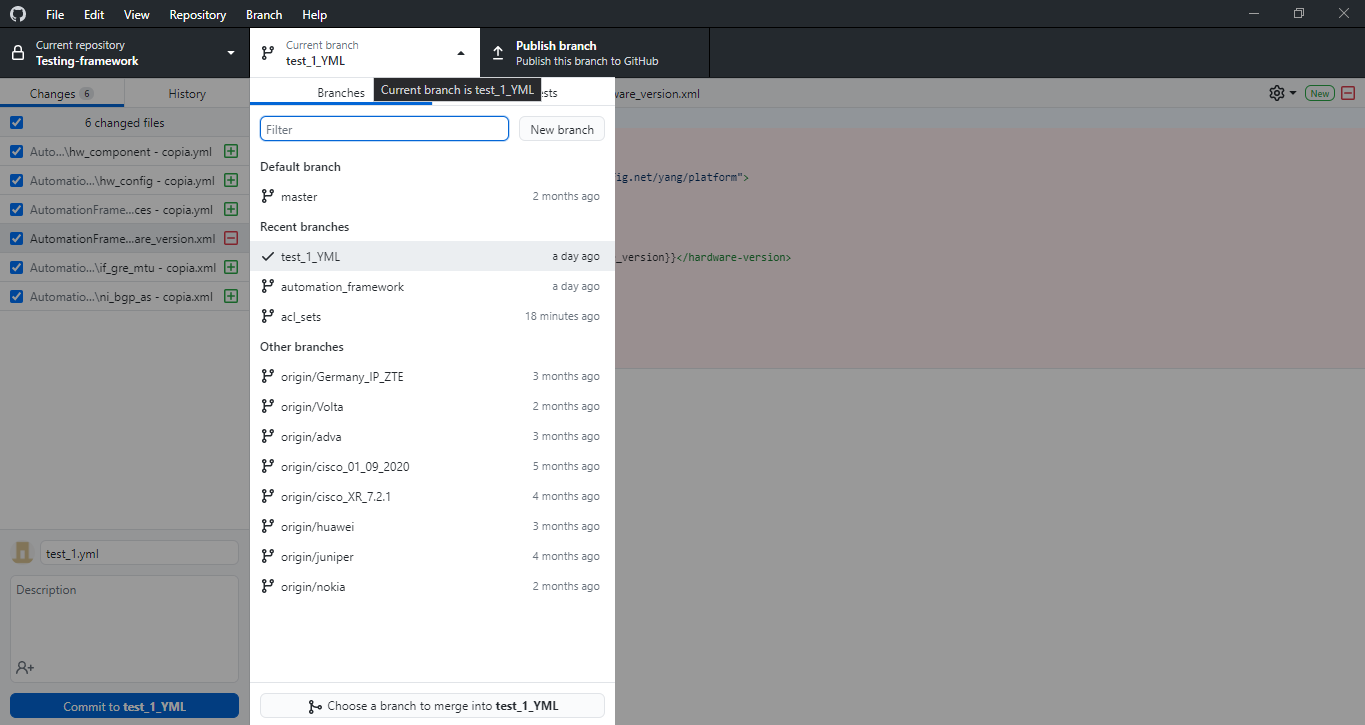 File Edit View Repository Branch Help
Current repository
Testing-framework
Current branch
test_1_YML
Publish branch
Publish this branch to GitHub
Current branch is test_1_YML
Changes 6
History
Branches
ests
ware_version.xml
New
6 changed files
Filter
New branch
Auto...\hw_component - copia.yml
Automatio...\hw_config - copia.yml
AutomationFrame...ces - copia.yml
AutomationFrame...are_version.xml
Automatio...\if_gre_mtu - copia.xml
Automatio...\ni_bgp_as - copia.xml
Default branch
master 2 months ago
Recent branches
test_1_YML a day ago
automation_framework a day ago
acl_sets 18 minutes ago
Other branches
origin/Germany_IP_ZTE 3 months ago
origin/Volta 2 months ago
origin/adva 3 months ago
origin/cisco_01_09_2020 5 months ago
origin/cisco_XR_7.2.1 4 months ago
origin/huawei 3 months ago
origin/juniper 4 months ago
origin/nokia 2 months ago
ig.net/yang/platform">
_version}}</hardware-version>
test_1.yml
Description
Commit to test_1_YML
Choose a branch to merge into test_1_YML